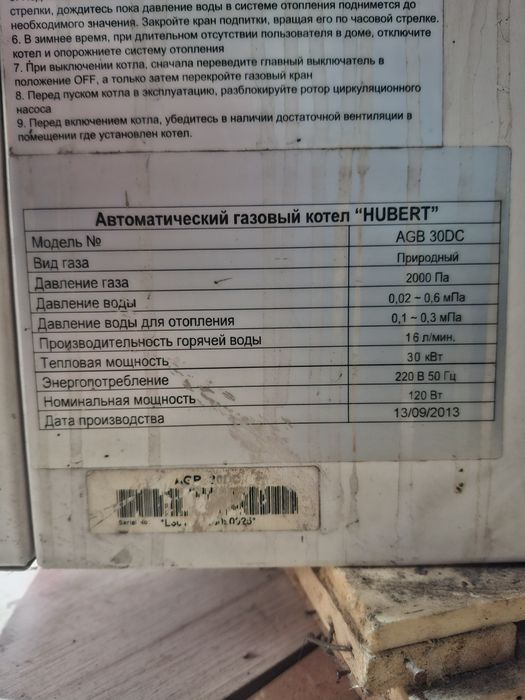 стрелки, дождитесь пока давление воды в системе отопления поднимется до
необходимого значения. Закройте кран подпитки, вращая его по часовой стрелке.
6. В зимнее время, при длительном отсутствии пользователя в доме, отключите
котел и опорожниете систему отопления
7. При выключении котла, сначала переведите главный выключатель в
положение OFF, а только затем перекройте газовый кран
8. Перед пуском котла в эксплуатацию, разблокируйте ротор циркуляционного
насоса
9. Перед включением котла, убедитесь в наличии достаточной вентиляции в
помещении где установлен котел.
Автоматический газовый котел "HUBERT"
Модель № AGB 30DC
Вид газа Природный
Давление газа 2000 Па
Давление воды 0,02 ~ 0,6 мПа
Давление воды для отопления 0,1 ~ 0,3 мПа
Производительность горячей воды 16 л/мин.
Тепловая мощность 30 кВт
Энергопотребление 220 В 50 Гц
Номинальная мощность 120 Вт
Дата производства 13/09/2013
Serial no.